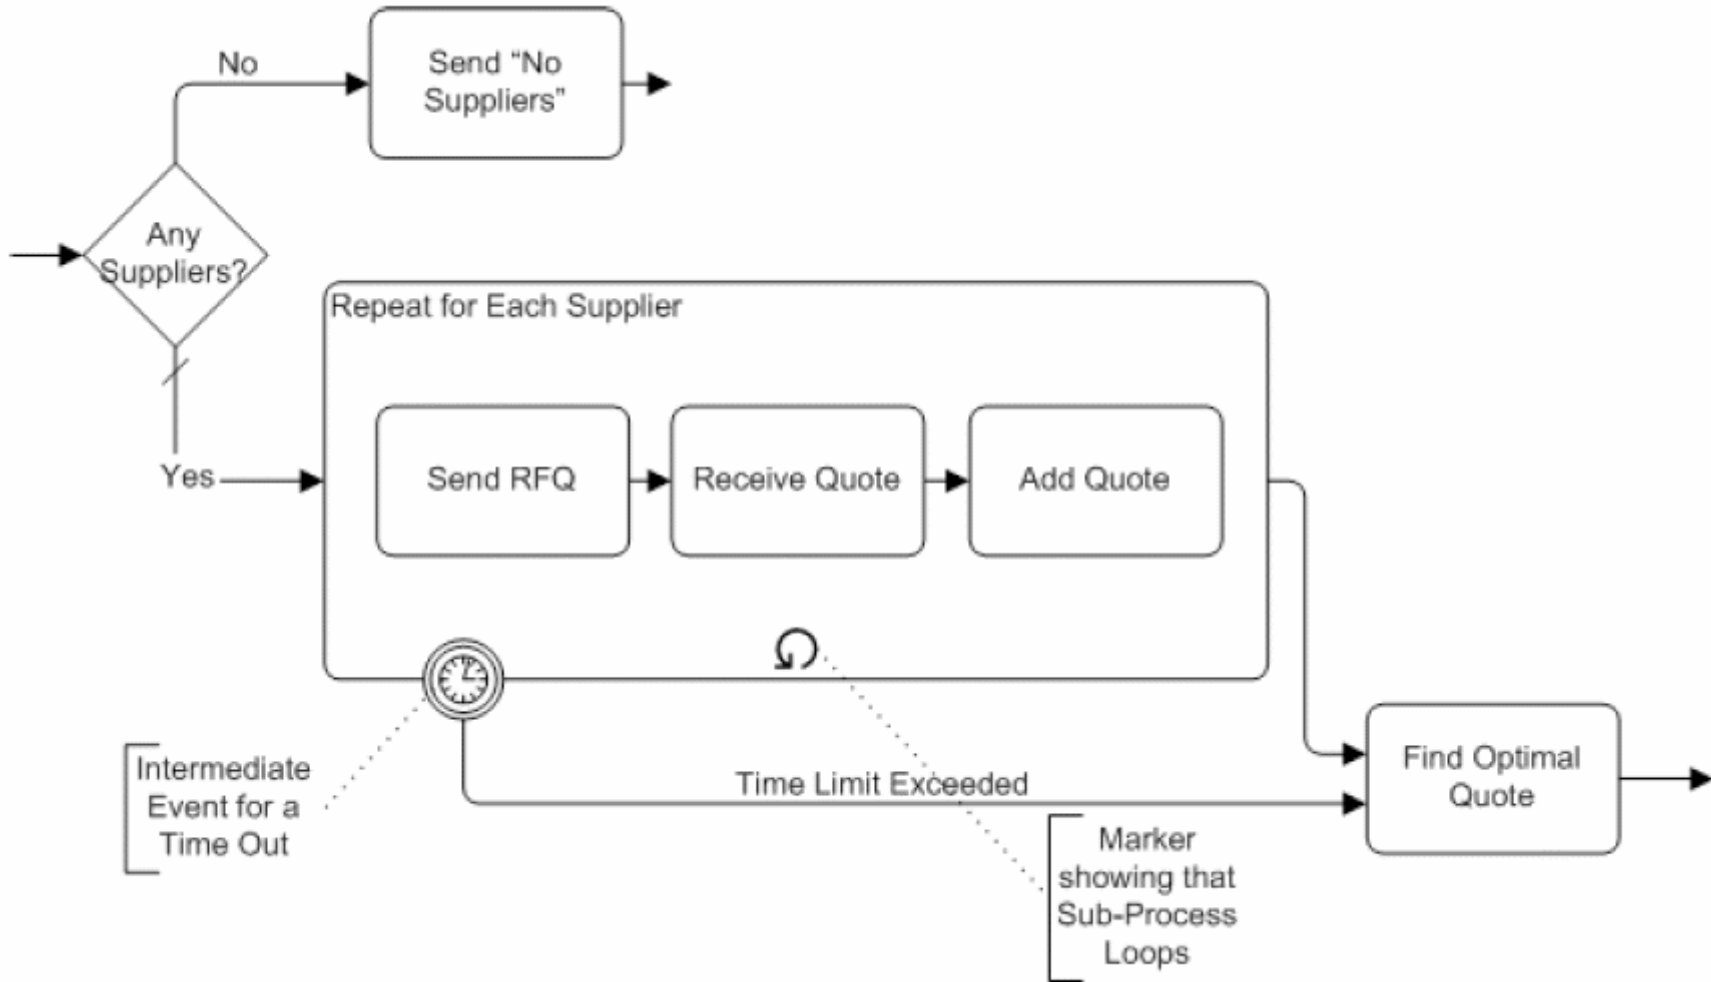 No
Send “No
Suppliers”
Any
Suppliers?
Repeat for Each Supplier
Yes
Send RFQ
Receive Quote
Add Quote
Intermediate
Event for a
Time Out
Time Limit Exceeded
Find Optimal
Quote
Marker
showing that
Sub-Process
Loops